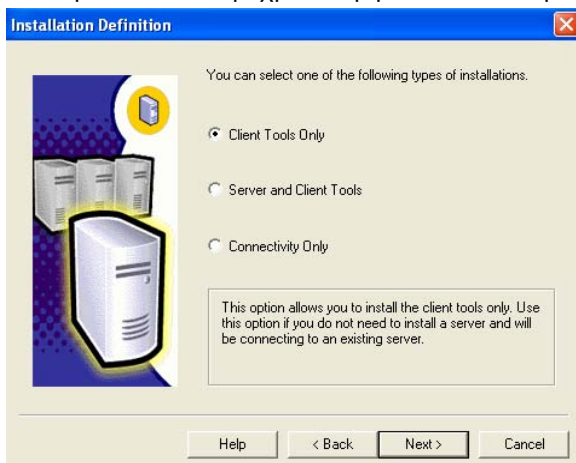 Installation Definition
You can select one of the following types of installations.
Client Tools Only
Server and Client Tools
Connectivity Only
This option allows you to install the client tools only. Use
this option if you do not need to install a server and will
be connecting to an existing server.
Help
< Back
Next >
Cancel